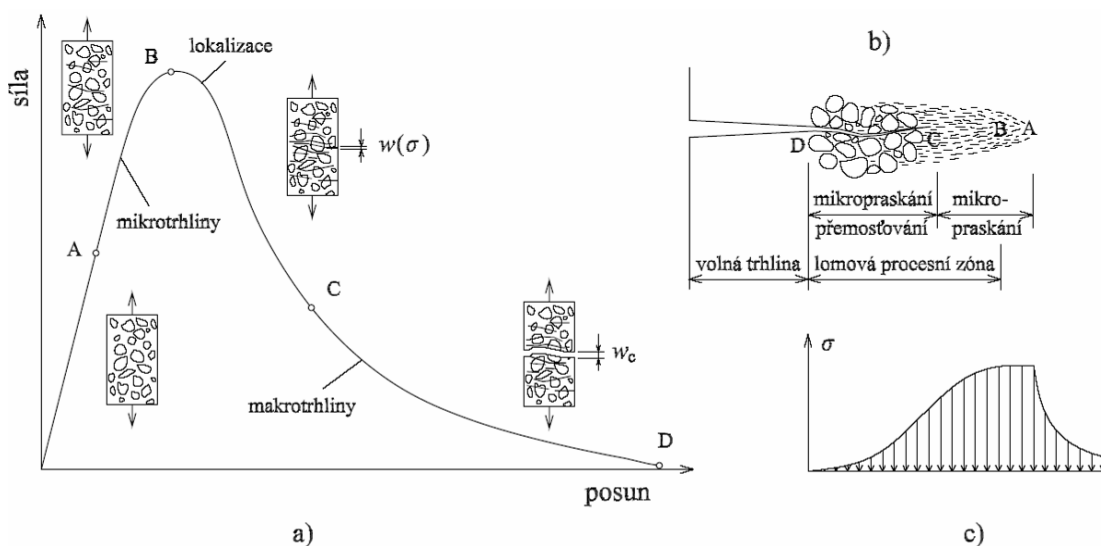 síla
B
lokalizace
w(σ)
mikrotrhliny
A
C
w_c
makrotrhliny
D
posun
a)
b)
D
C
B
A
mikropraskání
přemosťování
mikro-
praskání
volná trhlina
lomová procesní zóna
σ
c)